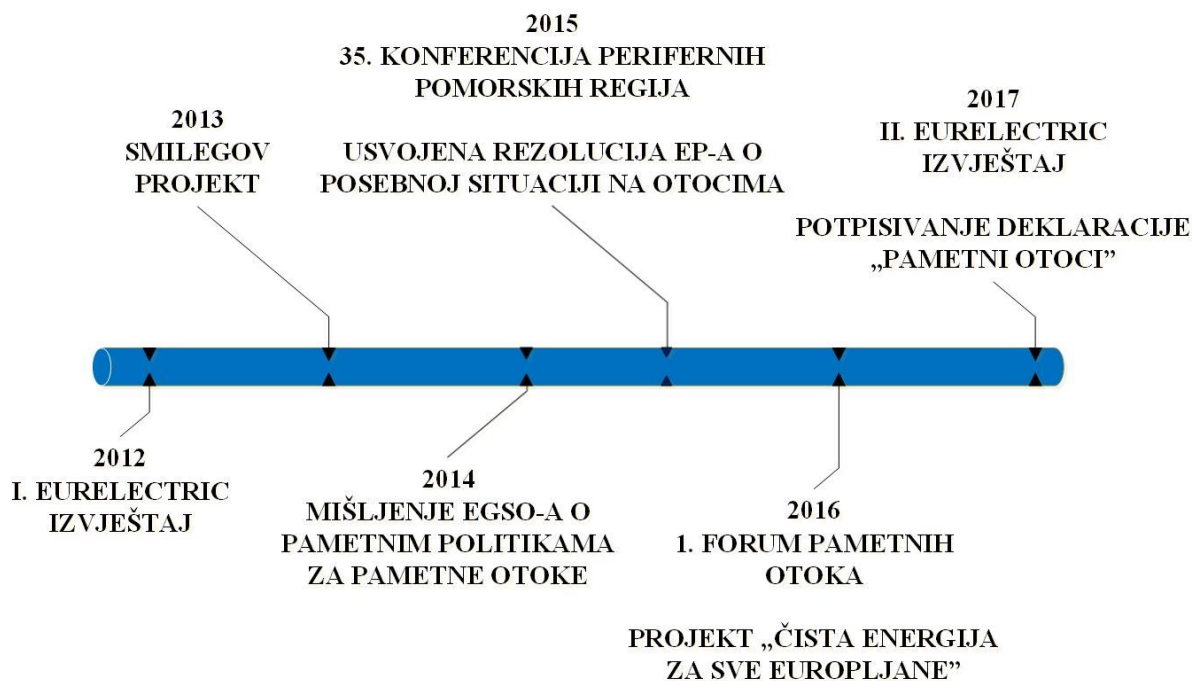 2015
35. KONFERENCIJA PERIFERNIH
POMORSKIH REGIJA
USVOJENA REZOLUCIJA EP-A O
POSEBNOJ SITUACIJI NA OTOCIMA
2013
SMILEGOV
PROJEKT
2017
II. EURELECTRIC
IZVJEŠTAJ
POTPISIVANJE DEKLARACIJE
„PAMETNI OTOCI”
2012
I. EURELECTRIC
IZVJEŠTAJ
2014
MIŠLJENJE EGSO-A O
PAMETNIM POLITIKAMA
ZA PAMETNE OTOKE
2016
1. FORUM PAMETNIH
OTOKA
PROJEKT „ČISTA ENERGIJA
ZA SVE EUROPLJANE”